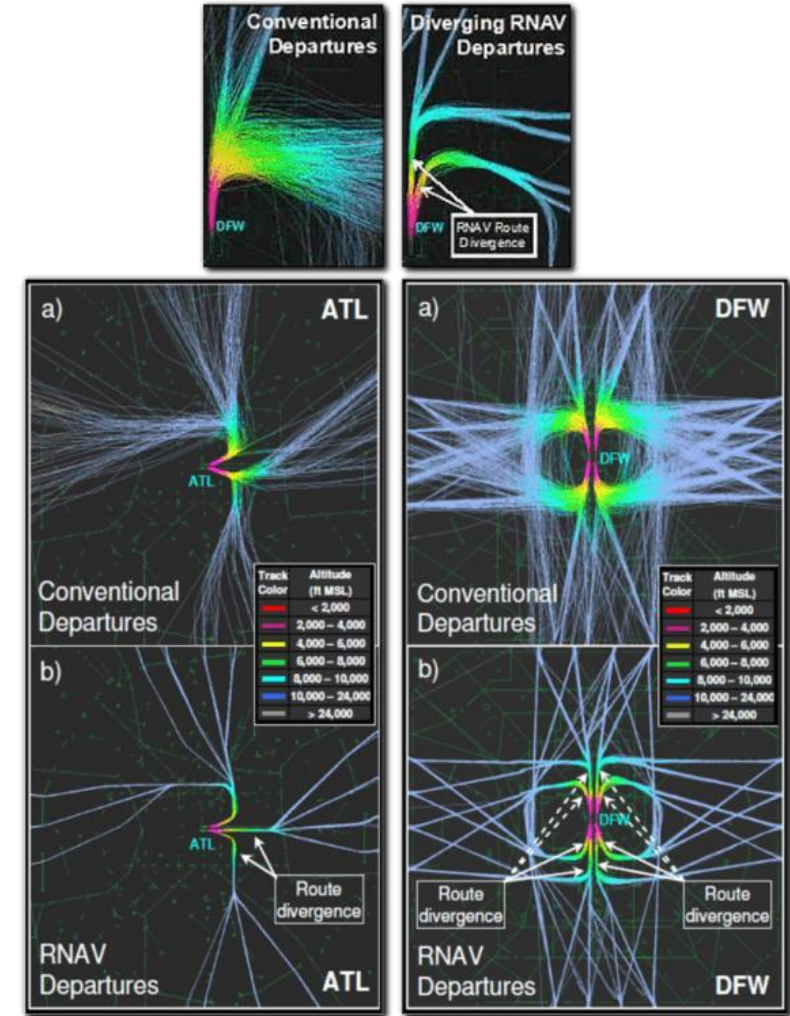 Conventional
Departures
DFW
Diverging RNAV
Departures
RNAV Route
Divergence
DFW
a)
ATL
ATL
Conventional
Departures
Track
Color
Altitude
(ft MSL)
< 2,000
2,000 – 4,000
4,000 – 6,000
6,000 – 8,000
8,000 – 10,000
10,000 – 24,000
> 24,000
b)
ATL
Route
divergence
RNAV
Departures
ATL
a)
DFW
DFW
Conventional
Departures
Track
Color
Altitude
(ft MSL)
< 2,000
2,000 – 4,000
4,000 – 6,000
6,000 – 8,000
8,000 – 10,000
10,000 – 24,000
> 24,000
b)
DFW
Route
divergence
Route
divergence
RNAV
Departures
DFW